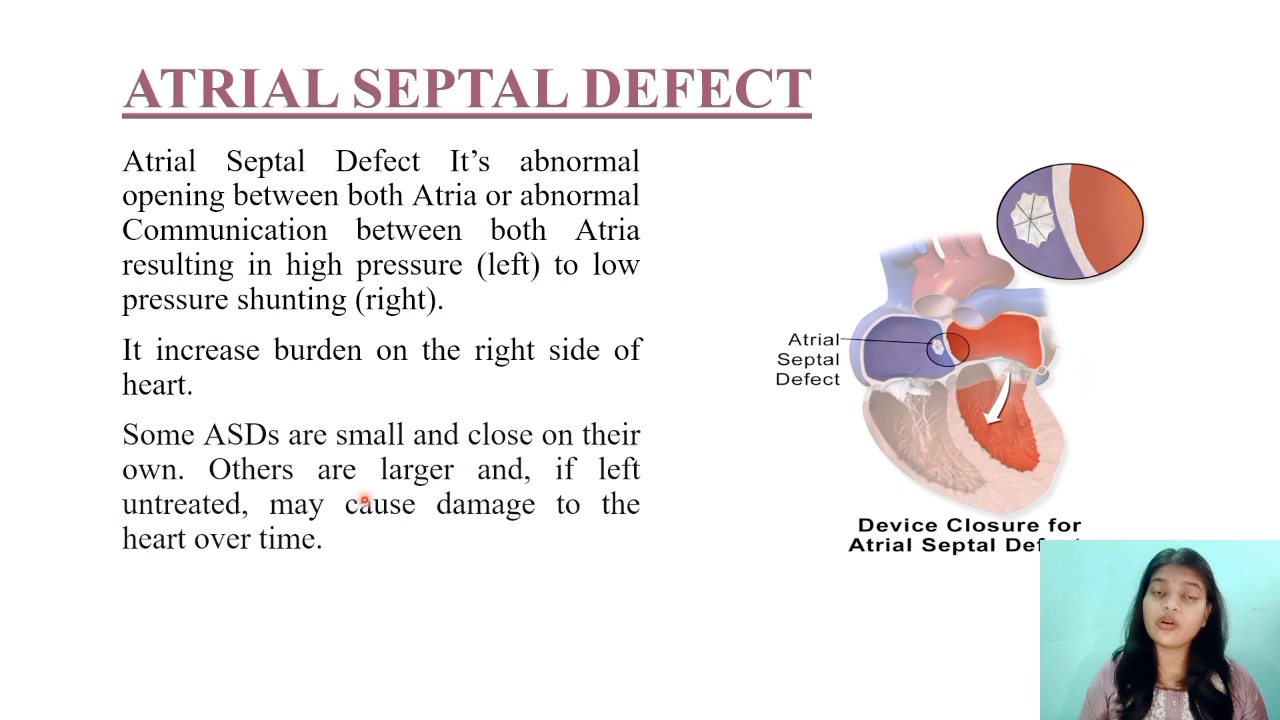 ATRIAL SEPTAL DEFECT
Atrial Septal Defect It’s abnormal
opening between both Atria or abnormal
Communication between both Atria
resulting in high pressure (left) to low
pressure shunting (right).
It increase burden on the right side of
heart.
Some ASDs are small and close on their
own. Others are larger and, if left
untreated, may cause damage to the
heart over time.
Atrial
Septal
Defect
Device Closure for
Atrial Septal